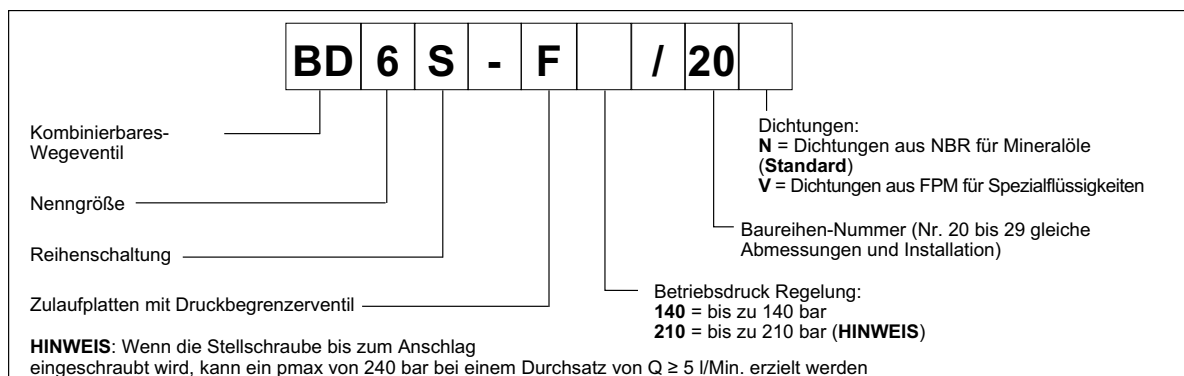 BD 6 S - F / 20
Kombinierbares-
Wegeventil
Nenngröße
Reihenschaltung
Zulaufplatten mit Druckbegrenzerventil
Dichtungen:
N = Dichtungen aus NBR für Mineralöle
(Standard)
V = Dichtungen aus FPM für Spezialflüssigkeiten
Baureihen-Nummer (Nr. 20 bis 29 gleiche
Abmessungen und Installation)
Betriebsdruck Regelung:
140 = bis zu 140 bar
210 = bis zu 210 bar (HINWEIS)
HINWEIS: Wenn die Stellschraube bis zum Anschlag
eingeschraubt wird, kann ein pmax von 240 bar bei einem Durchsatz von Q ≥ 5 l/Min. erzielt werden